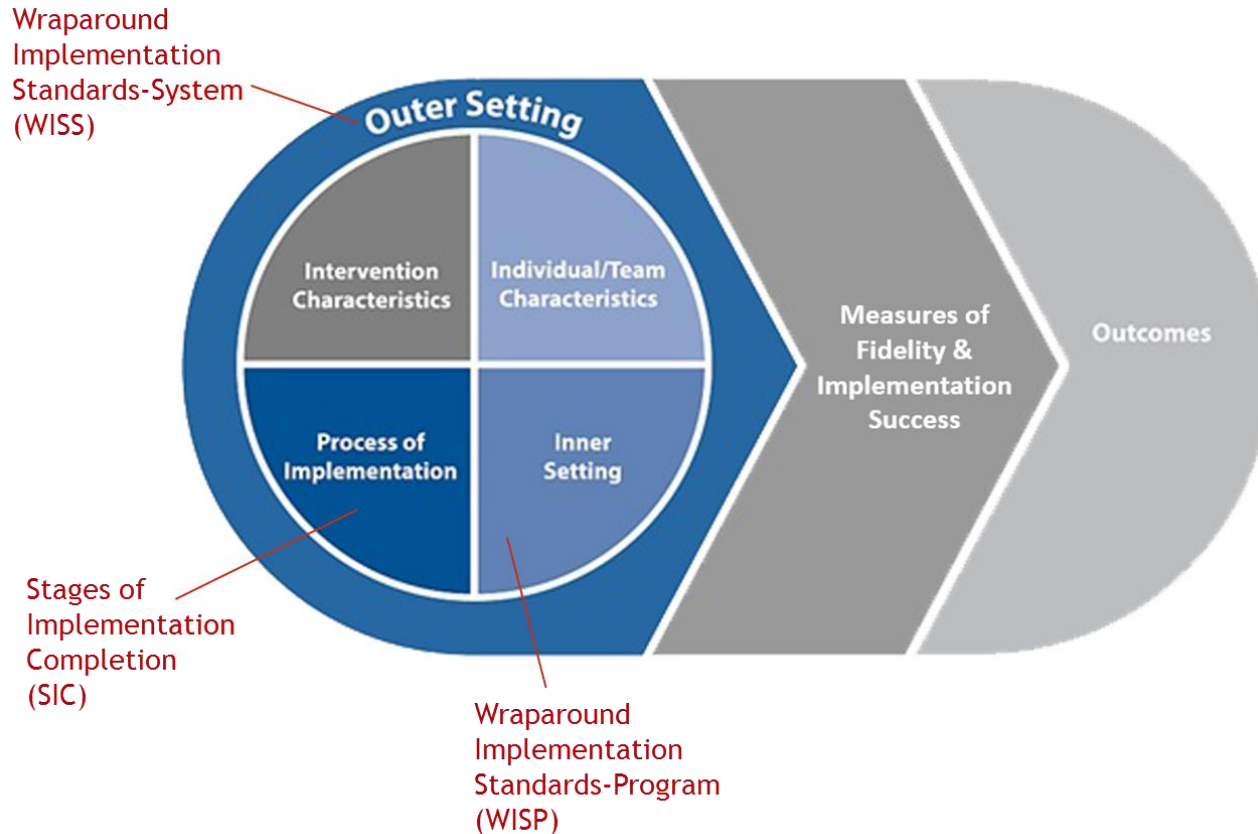 Wraparound
Implementation
Standards-System
(WISS)
Outer Setting
Intervention
Characteristics
Individual/Team
Characteristics
Process of
Implementation
Inner
Setting
Measures of
Fidelity &
Implementation
Success
Outcomes
Stages of
Implementation
Completion
(SIC)
Wraparound
Implementation
Standards-Program
(WISP)